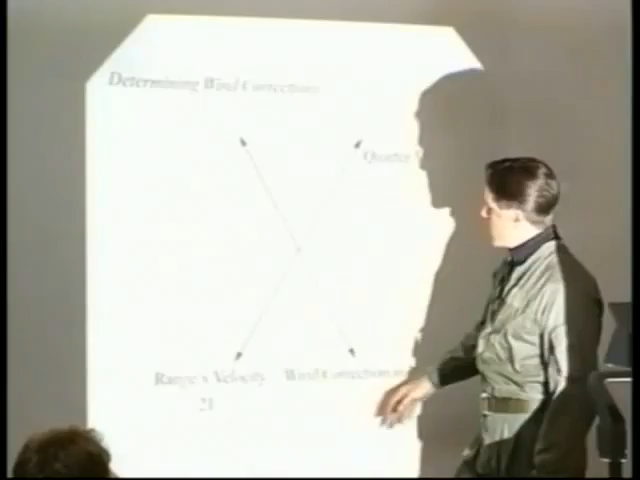 Determining Wind Corrections
Quarter
Range x Velocity Wind Correction
21